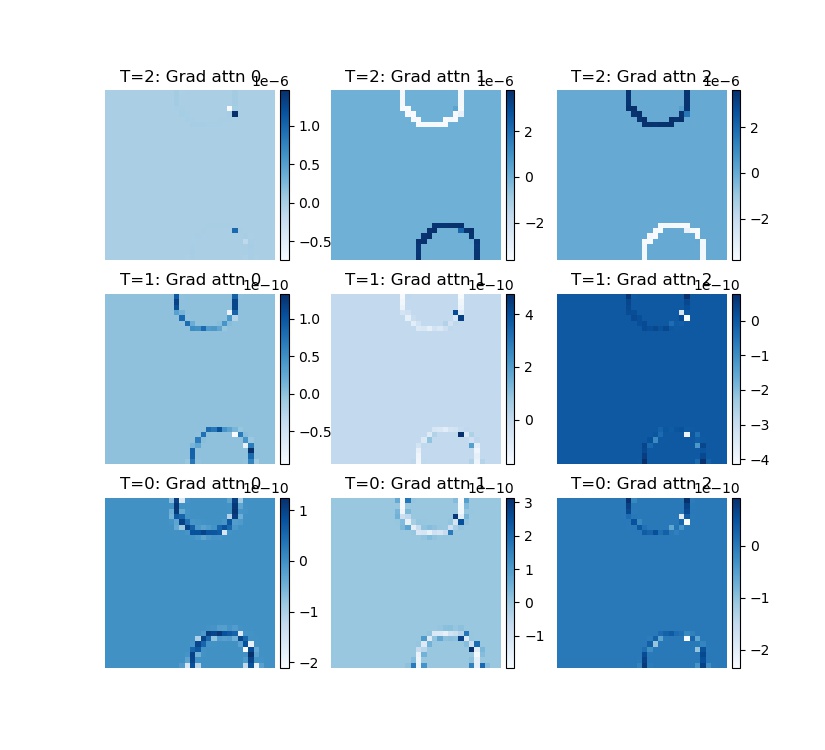 T=2: Grad attn 0
1e−6
1.0
0.5
0.0
−0.5
T=2: Grad attn 1
1e−6
2
0
−2
T=2: Grad attn 2
1e−6
2
0
−2
T=1: Grad attn 0
1e−10
1.0
0.5
0.0
−0.5
T=1: Grad attn 1
1e−10
4
2
0
T=1: Grad attn 2
1e−10
0
−1
−2
−3
−4
T=0: Grad attn 0
1e−10
1
0
−1
−2
T=0: Grad attn 1
1e−10
3
2
1
0
−1
T=0: Grad attn 2
1e−10
0
−1
−2